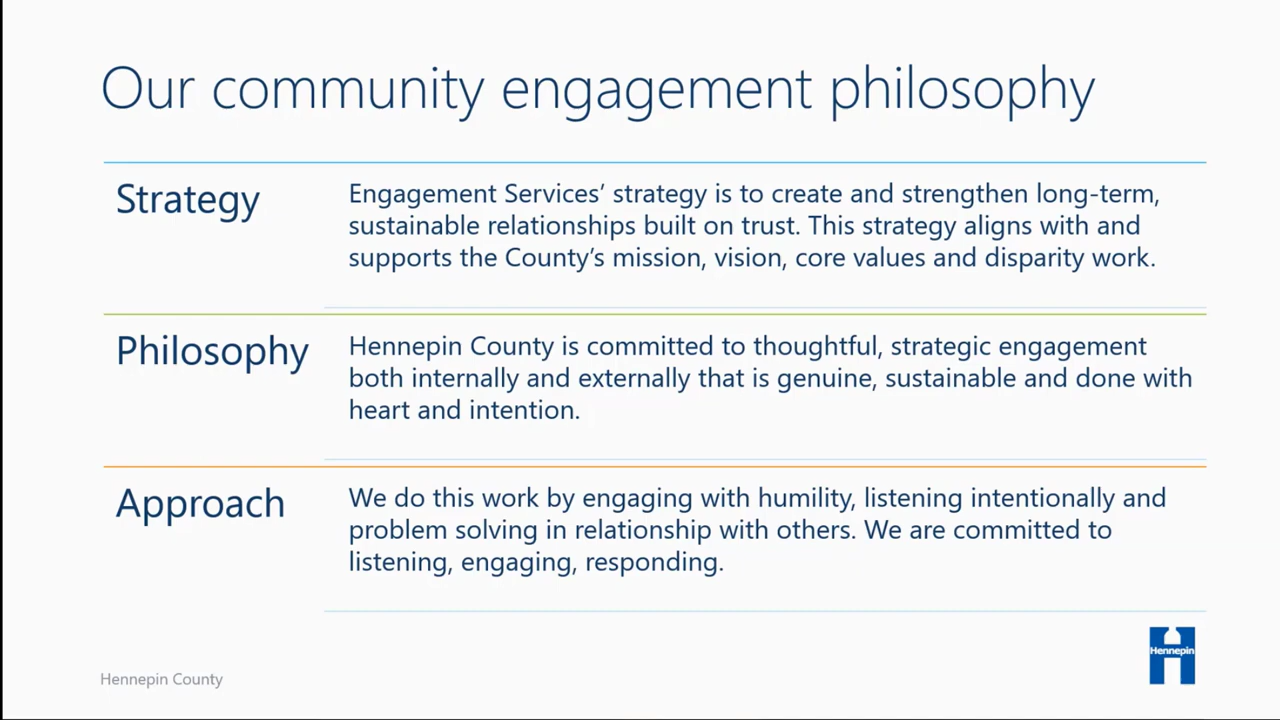 Our community engagement philosophy
Strategy
Engagement Services’ strategy is to create and strengthen long-term,
sustainable relationships built on trust. This strategy aligns with and
supports the County’s mission, vision, core values and disparity work.
Philosophy
Hennepin County is committed to thoughtful, strategic engagement
both internally and externally that is genuine, sustainable and done with
heart and intention.
Approach
We do this work by engaging with humility, listening intentionally and
problem solving in relationship with others. We are committed to
listening, engaging, responding.
Hennepin
Hennepin County